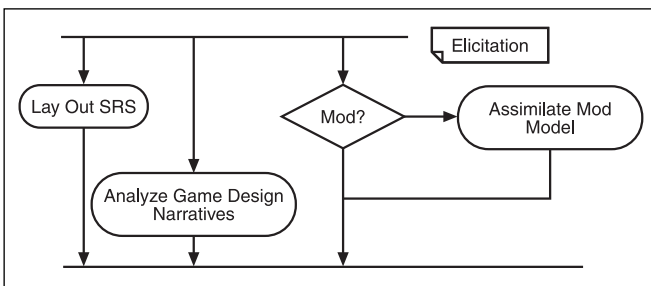 Elicitation
Lay Out SRS
Mod?
Assimilate Mod
Model
Analyze Game Design
Narratives